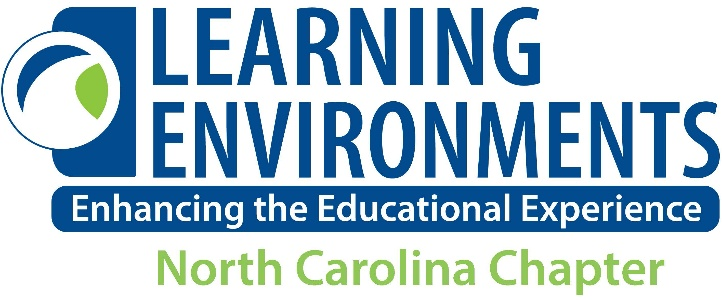 LEARNING
ENVIRONMENTS
Enhancing the Educational Experience
North Carolina Chapter